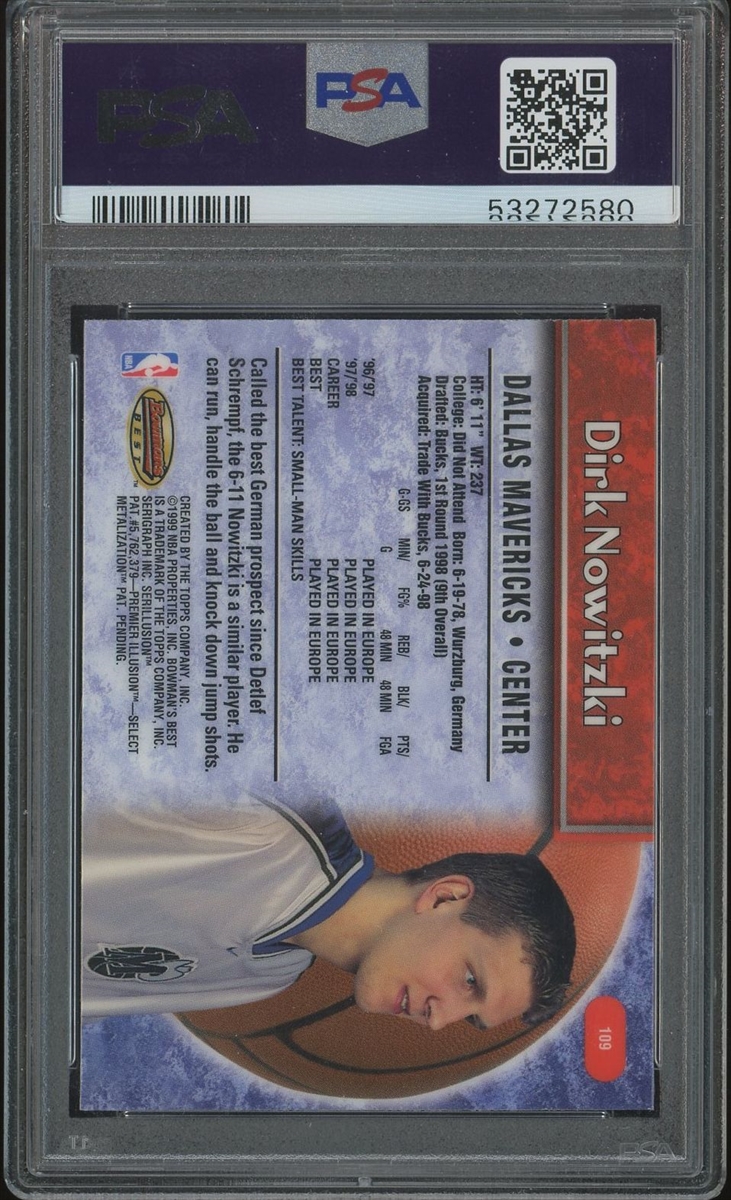 PSA
PSA
53272580
Dirk Nowitzki
DALLAS MAVERICKS • CENTER
HT: 6' 11" WT: 237
College: Did Not Attend Born: 6-19-78, Wurzburg, Germany
Drafted: Bucks, 1st Round 1998 (9th Overall)
Acquired: Trade With Bucks, 6-24-98
MIN/ REB/ BLK/ PTS/
G-GS G FG% 48 MIN 48 MIN FGA
'96/'97 PLAYED IN EUROPE
'97/'98 PLAYED IN EUROPE
CAREER PLAYED IN EUROPE
BEST PLAYED IN EUROPE
BEST TALENT: SMALL-MAN SKILLS
Called the best German prospect since Detlef
Schrempf, the 6-11 Nowitzki is a similar player. He
can run, handle the ball and knock down jump shots.
NBA
Bowman's
BEST™
CREATED BY THE TOPPS COMPANY, INC.
©1999 NBA PROPERTIES, INC. BOWMAN'S BEST
IS A TRADEMARK OF THE TOPPS COMPANY, INC.
SERIGRAPH INC. SERILLUSION™
PAT. #5,762,379—PREMIER ILLUSION™—SELECT
METALIZATION™ PAT. PENDING.
109
PSA